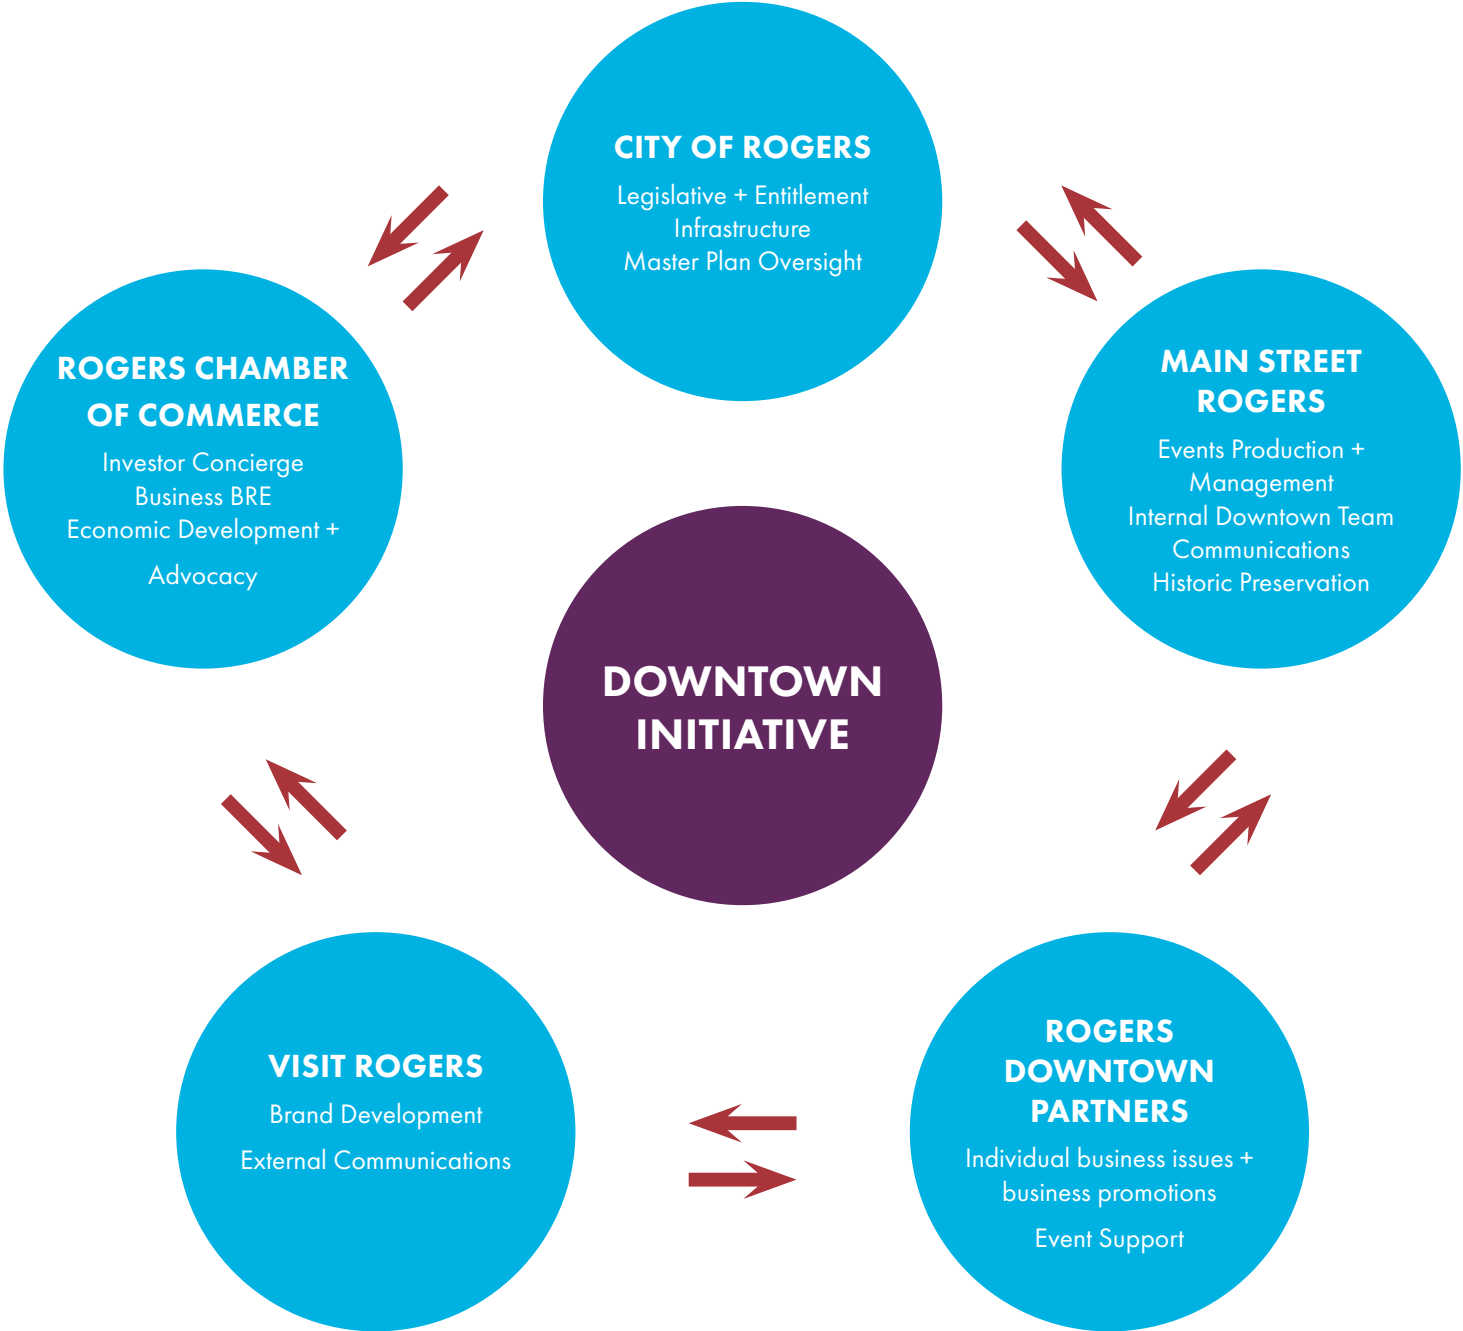 CITY OF ROGERS
Legislative + Entitlement
Infrastructure
Master Plan Oversight
ROGERS CHAMBER
OF COMMERCE
Investor Concierge
Business BRE
Economic Development +
Advocacy
MAIN STREET
ROGERS
Events Production +
Management
Internal Downtown Team
Communications
Historic Preservation
DOWNTOWN
INITIATIVE
VISIT ROGERS
Brand Development
External Communications
ROGERS
DOWNTOWN
PARTNERS
Individual business issues +
business promotions
Event Support